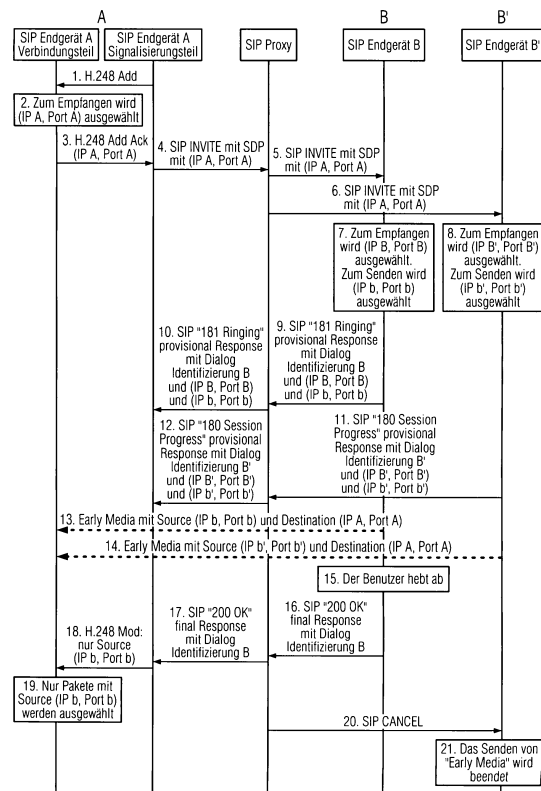 A
B
B'
SIP Endgerät A
Verbindungsteil
SIP Endgerät A
Signalisierungsteil
SIP Proxy
SIP Endgerät B
SIP Endgerät B'
1. H.248 Add
2. Zum Empfangen wird
(IP A, Port A)
ausgewählt
3. H.248 Add Ack
(IP A, Port A)
4. SIP INVITE mit SDP
mit (IP A, Port A)
5. SIP INVITE mit SDP
mit (IP A, Port A)
6. SIP INVITE mit SDP
mit (IP A, Port A)
7. Zum Empfangen
wird (IP B, Port B)
ausgewählt.
Zum Senden wird
(IP b, Port b)
ausgewählt
8. Zum Empfangen
wird (IP B', Port B')
ausgewählt.
Zum Senden wird
(IP b', Port b')
ausgewählt
9. SIP "181 Ringing"
provisional Response
mit Dialog
Identifizierung B
und (IP B, Port B)
und (IP b, Port b)
10. SIP "181 Ringing"
provisional Response
mit Dialog
Identifizierung B
und (IP B, Port B)
und (IP b, Port b)
11. SIP "180 Session
Progress" provisional
Response mit Dialog
Identifizierung B'
und (IP B', Port B')
und (IP b', Port b')
12. SIP "180 Session
Progress" provisional
Response mit Dialog
Identifizierung B'
und (IP B', Port B')
und (IP b', Port b')
13. Early Media mit Source (IP b, Port b) und Destination (IP A, Port A)
14. Early Media mit Source (IP b', Port b') und Destination (IP A, Port A)
15. Der Benutzer hebt ab
16. SIP "200 OK"
final Response
mit Dialog
Identifizierung B
17. SIP "200 OK"
final Response
mit Dialog
Identifizierung B
18. H.248 Mod:
nur Source
(IP b, Port b)
19. Nur Pakete mit
Source (IP b, Port b)
werden ausgewählt
20. SIP CANCEL
21. Das Senden von
"Early Media" wird
beendet